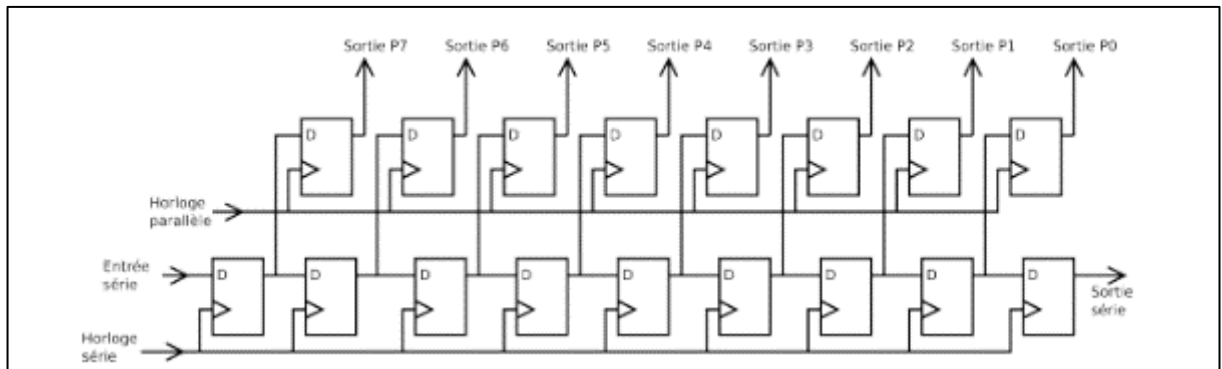 Sortie P7 Sortie P6 Sortie P5 Sortie P4 Sortie P3 Sortie P2 Sortie P1 Sortie P0
D D D D D D D D
Horloge
parallèle
Entrée
série
D D D D D D D D D
Sortie
série
Horloge
série